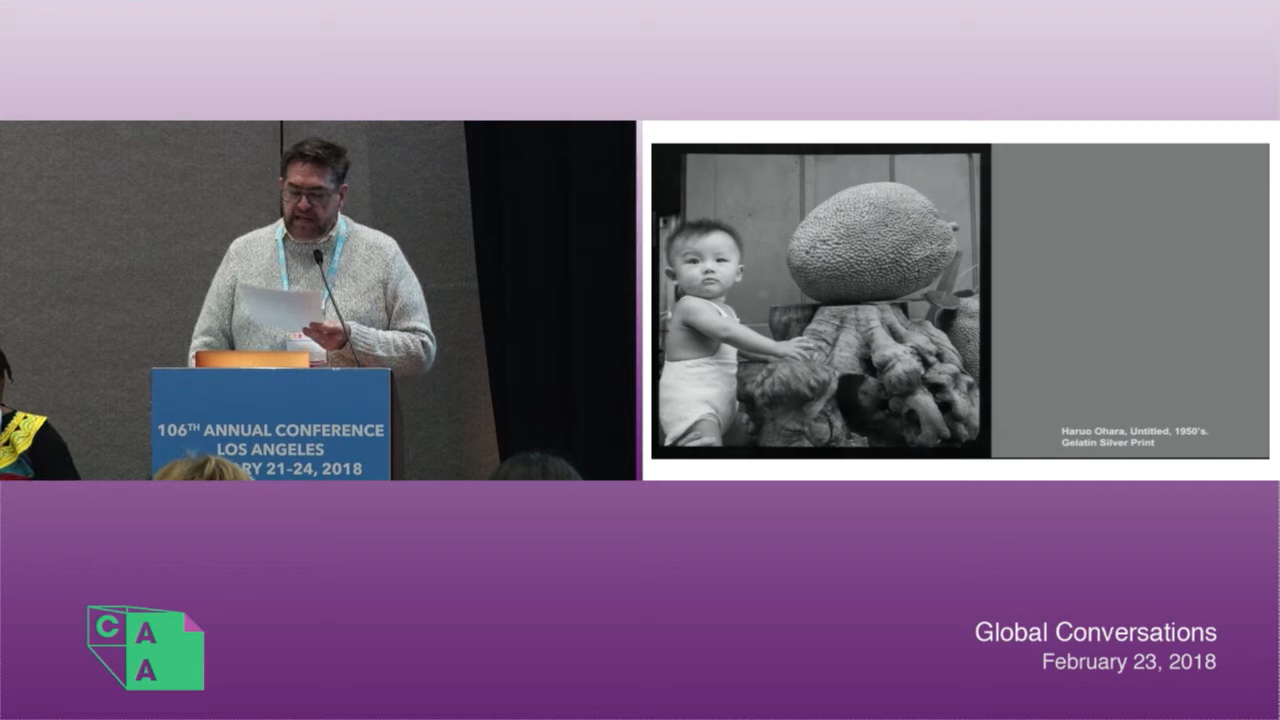 106TH ANNUAL CONFERENCE
LOS ANGELES
RY 21-24, 2018
Haruo Ohara, Untitled, 1950's.
Gelatin Silver Print
C A
A
Global Conversations
February 23, 2018